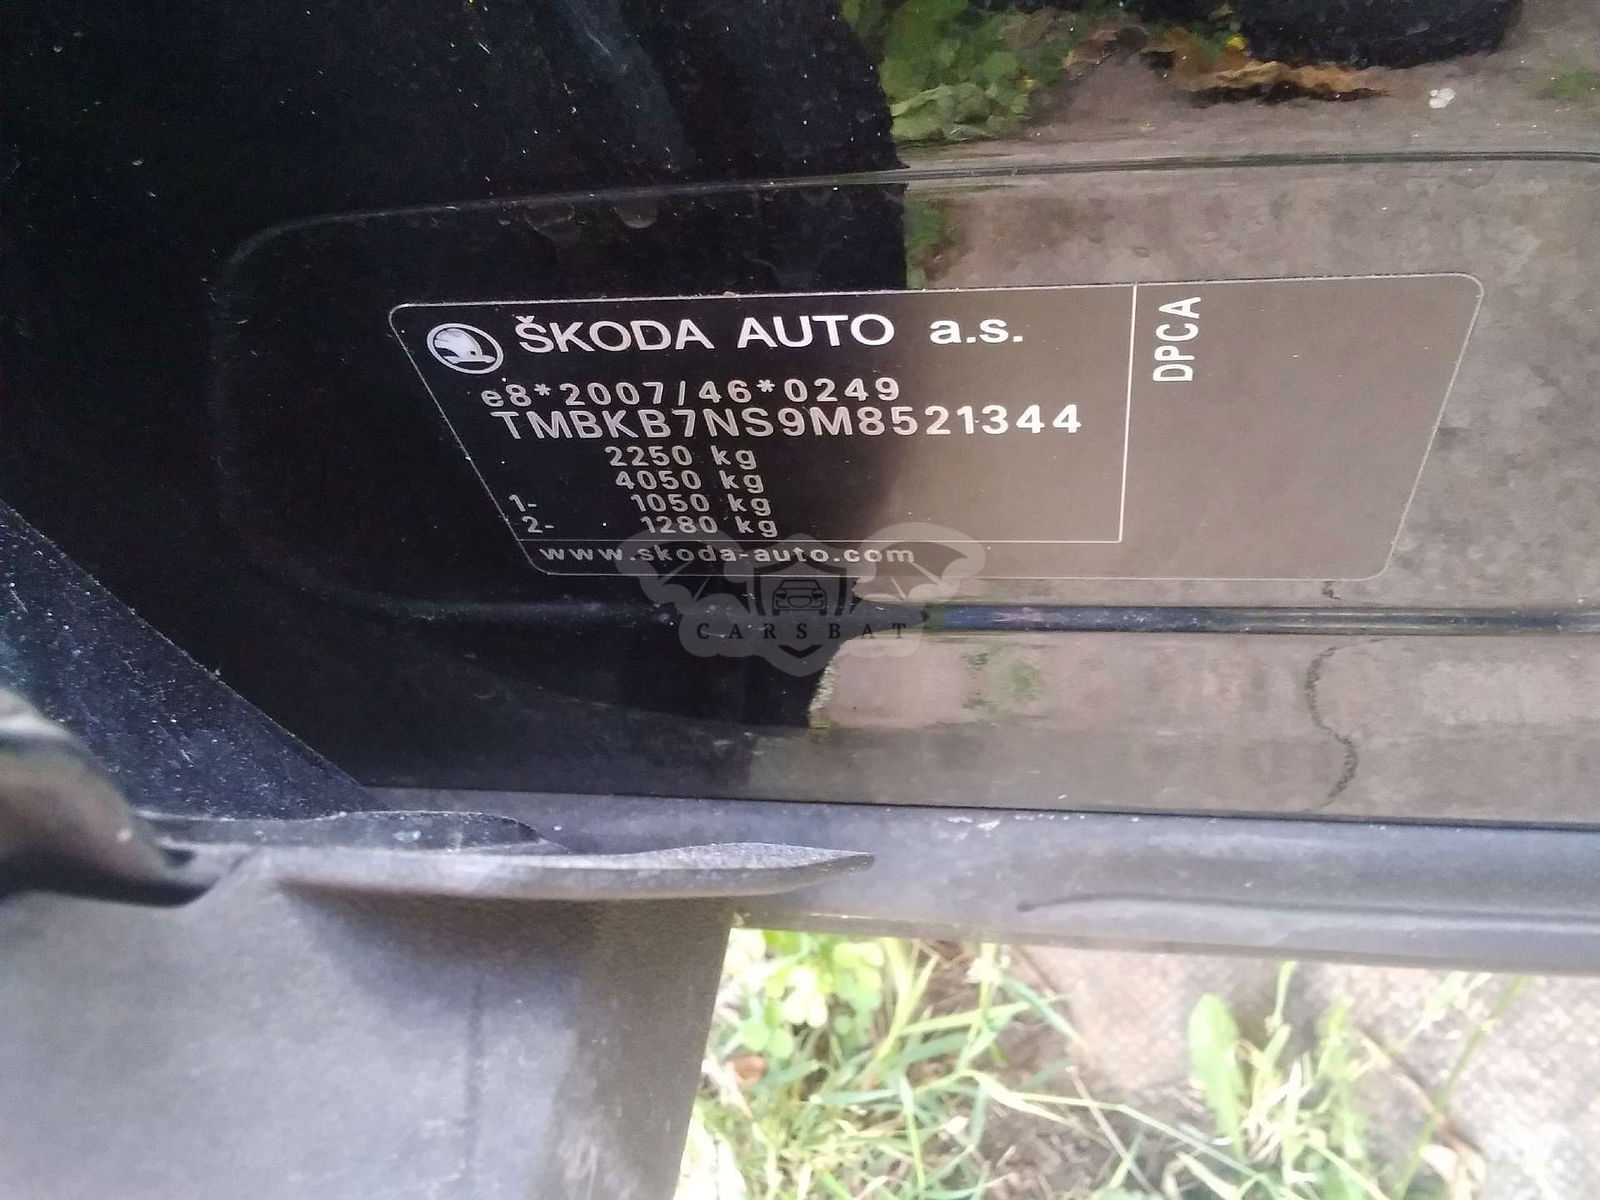 ŠKODA AUTO a.s.
DPCA
e8*2007/46*0249
TMBKB7NS9M8521344
2250 kg
4050 kg
1- 1050 kg
2- 1280 kg
www.skoda-auto.com
CARSBAT